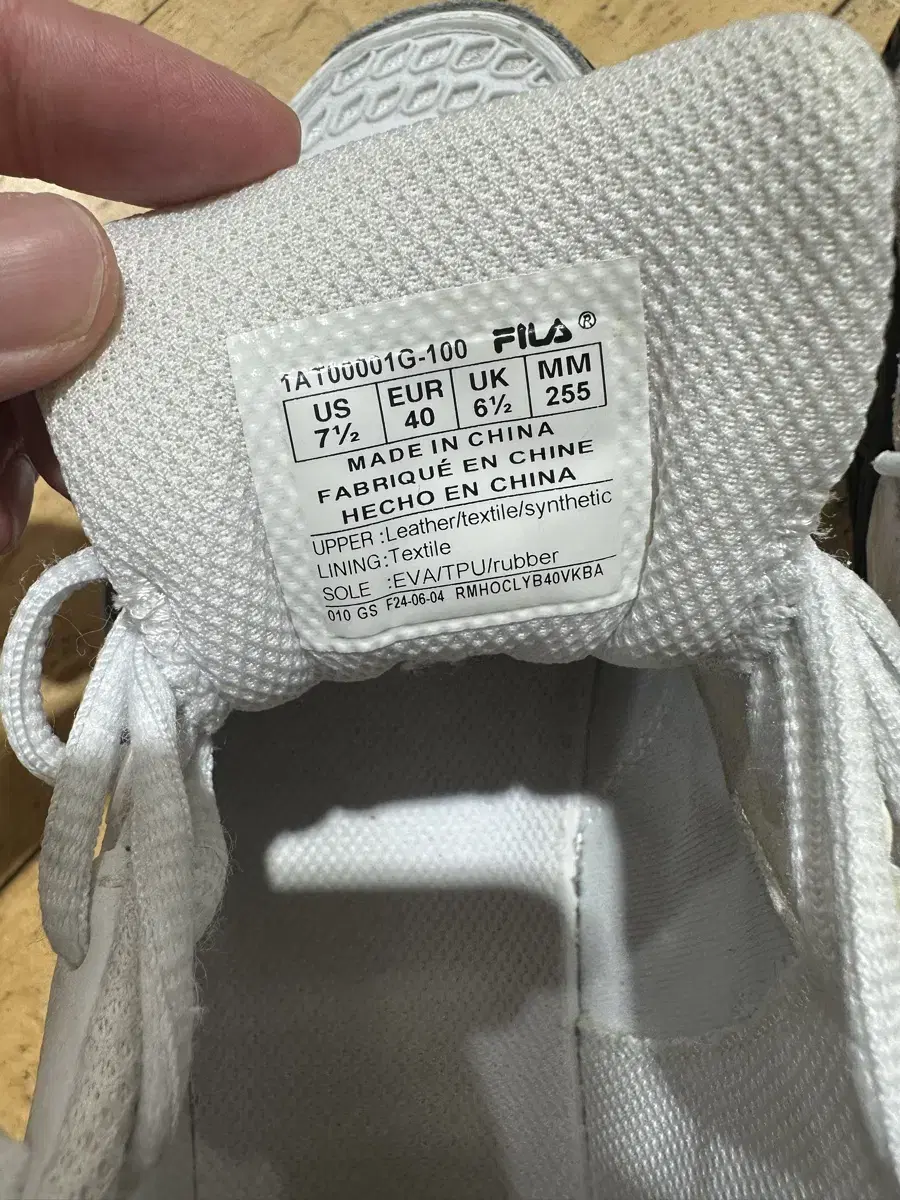 1AT00001G-100 FILA®
US EUR UK MM
7½ 40 6½ 255
MADE IN CHINA
FABRIQUÉ EN CHINE
HECHO EN CHINA
UPPER :Leather/textile/synthetic
LINING:Textile
SOLE :EVA/TPU/rubber
010 GS F24-06-04 RMHOCLYB40VKBA